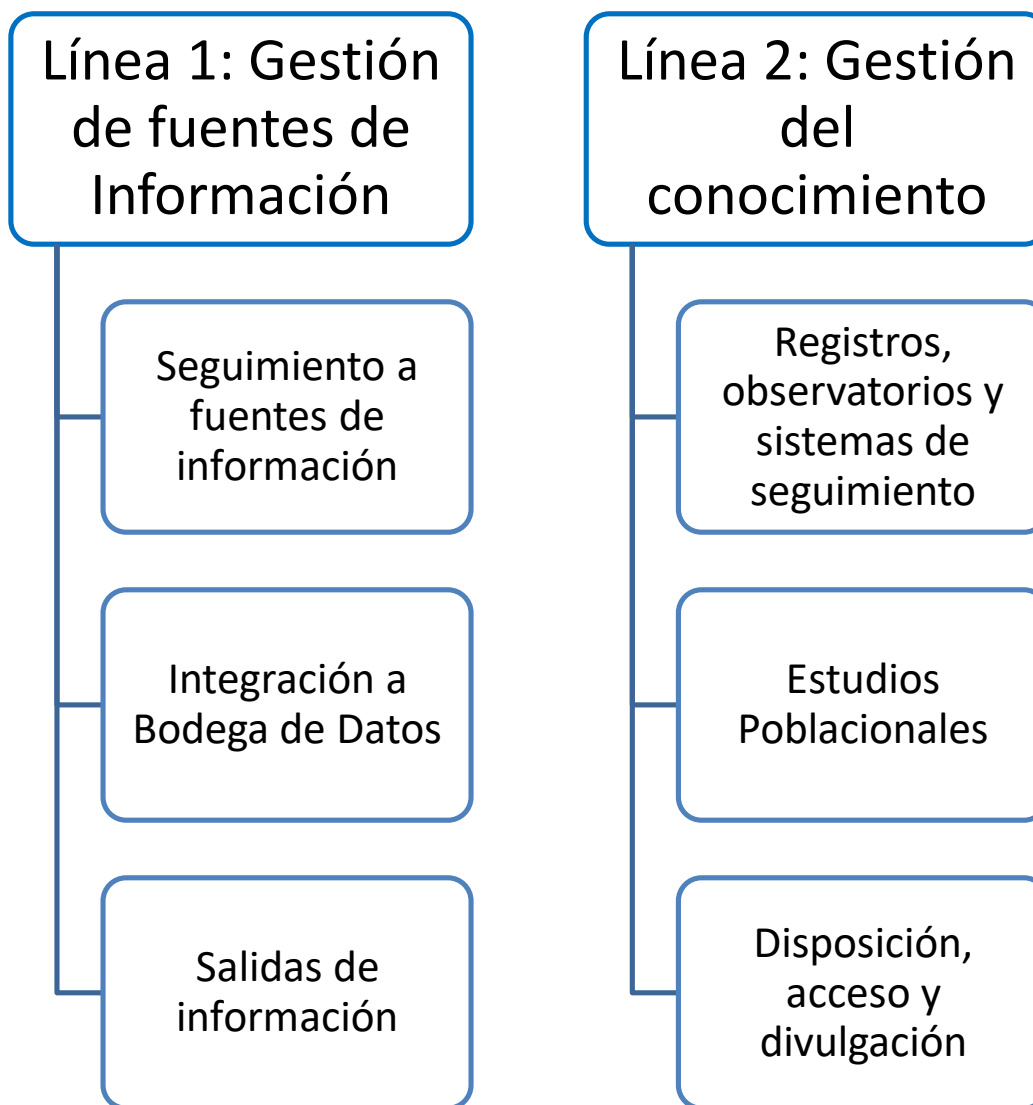 Línea 1: Gestión
de fuentes de
Información
Seguimiento a
fuentes de
información
Integración a
Bodega de Datos
Salidas de
información
Línea 2: Gestión
del
conocimiento
Registros,
observatorios y
sistemas de
seguimiento
Estudios
Poblacionales
Disposición,
acceso y
divulgación